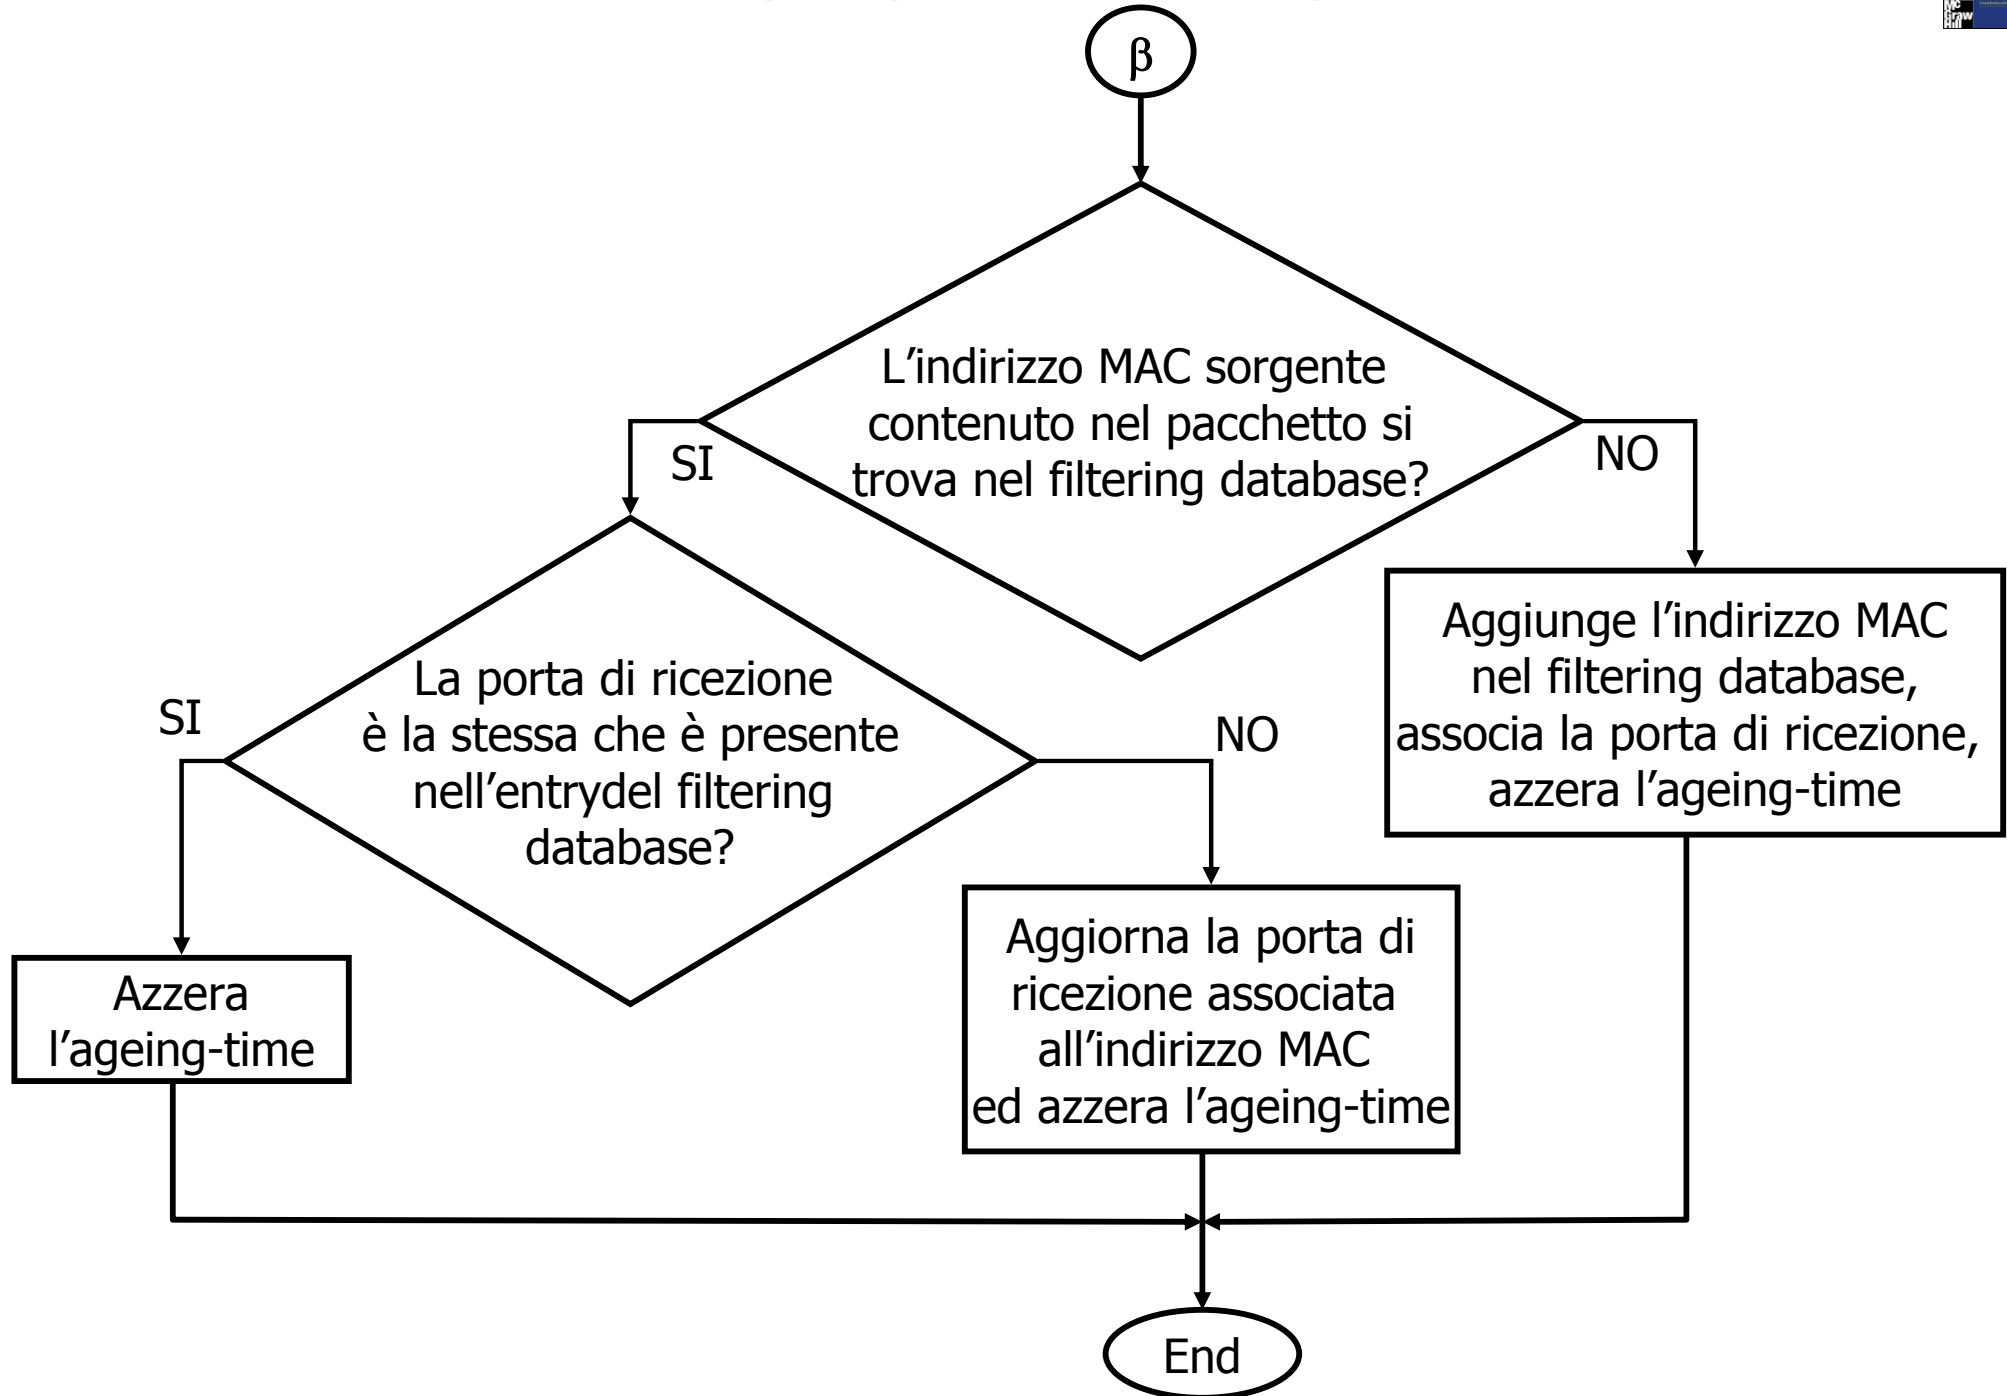 Mc
Graw
Hill
β
L'indirizzo MAC sorgente
contenuto nel pacchetto si
trova nel filtering database?
SI
NO
La porta di ricezione
è la stessa che è presente
nell'entrydel filtering
database?
SI
NO
Aggiunge l'indirizzo MAC
nel filtering database,
associa la porta di ricezione,
azzera l'ageing-time
Azzera
l'ageing-time
Aggiorna la porta di
ricezione associata
all'indirizzo MAC
ed azzera l'ageing-time
End